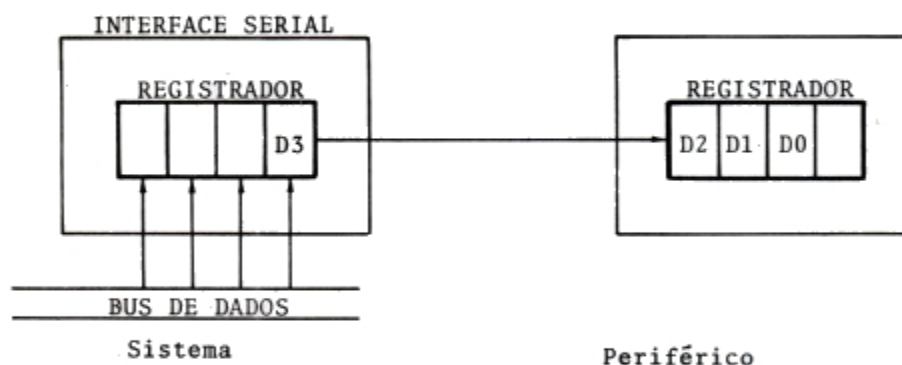 INTERFACE SERIAL
REGISTRADOR
D3
REGISTRADOR
D2 D1 D0
BUS DE DADOS
Sistema
Periférico